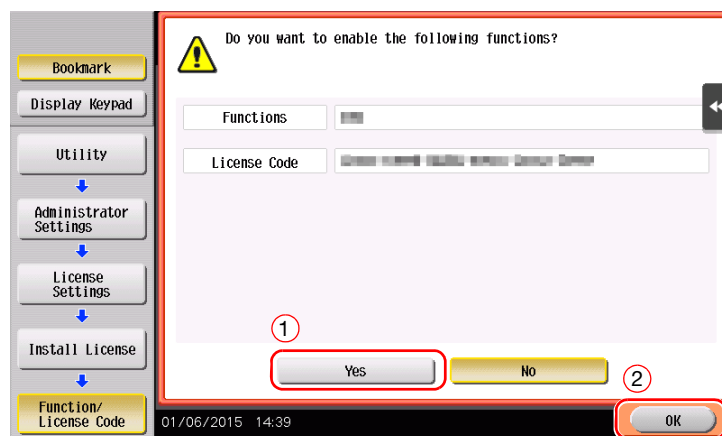 Do you want to enable the following functions?
Bookmark
Display Keypad
Utility
Administrator
Settings
License
Settings
Install License
Function/
License Code
Functions
License Code
1
Yes
No
2
01/06/2015 14:39
OK